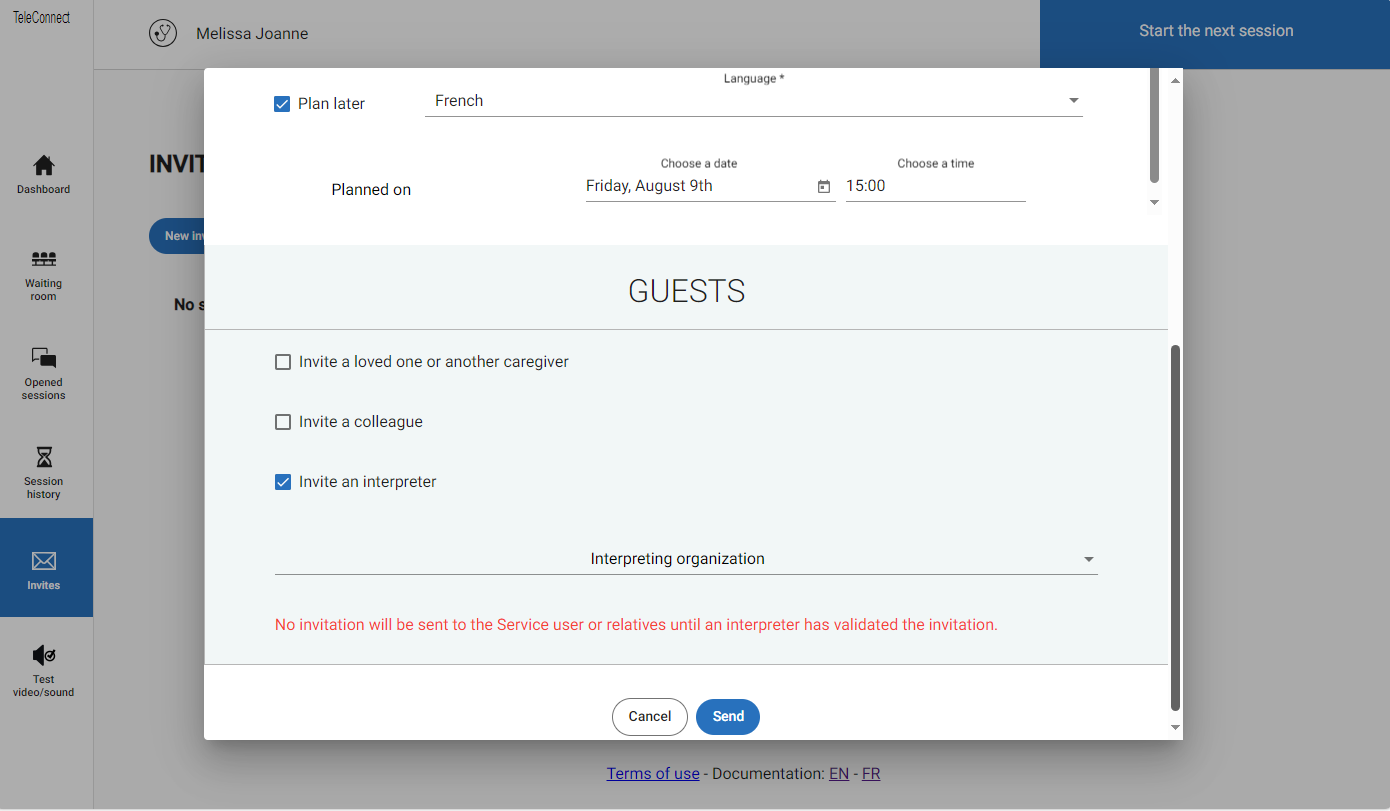 TeleConnect
Melissa Joanne
Start the next session
Dashboard
Waiting
room
Opened
sessions
Session
history
Invites
Test
video/sound
INVIT
New inv
No s
Language *
Plan later
French
Choose a date
Choose a time
Planned on
Friday, August 9th
15:00
GUESTS
Invite a loved one or another caregiver
Invite a colleague
Invite an interpreter
Interpreting organization
No invitation will be sent to the Service user or relatives until an interpreter has validated the invitation.
Cancel
Send
Terms of use - Documentation: EN - FR